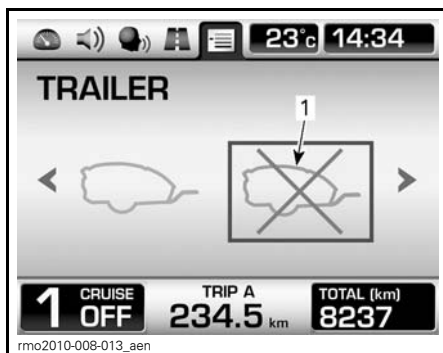 23°c 14:34
TRAILER
1
1 CRUISE OFF
TRIP A
234.5 km
TOTAL (km)
8237
rmo2010-008-013_aen